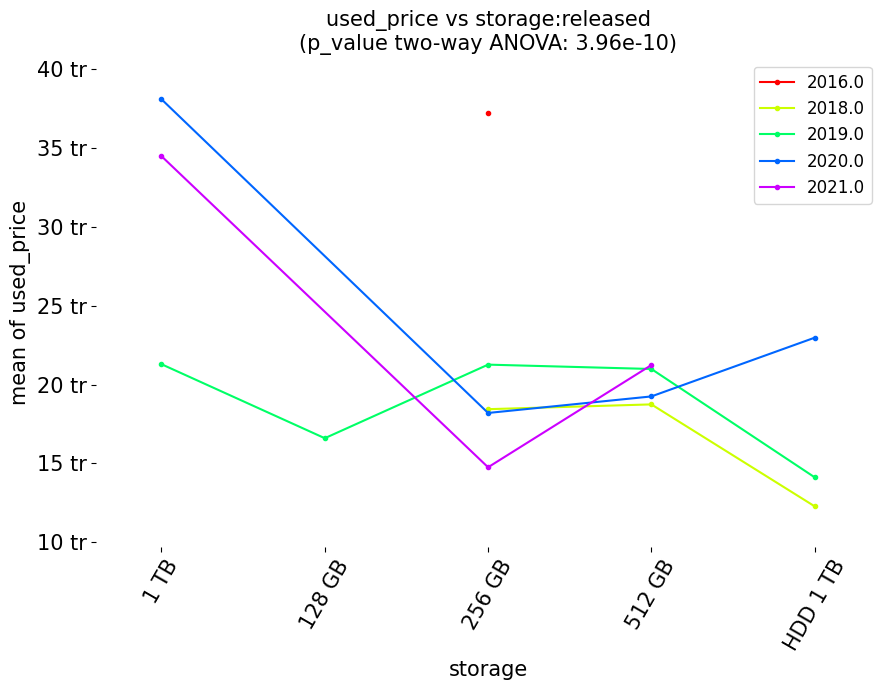 used_price vs storage:released
(p_value two-way ANOVA: 3.96e-10)
40 tr
35 tr
30 tr
25 tr
20 tr
15 tr
10 tr
mean of used_price
2016.0
2018.0
2019.0
2020.0
2021.0
1 TB
128 GB
256 GB
512 GB
HDD 1 TB
storage